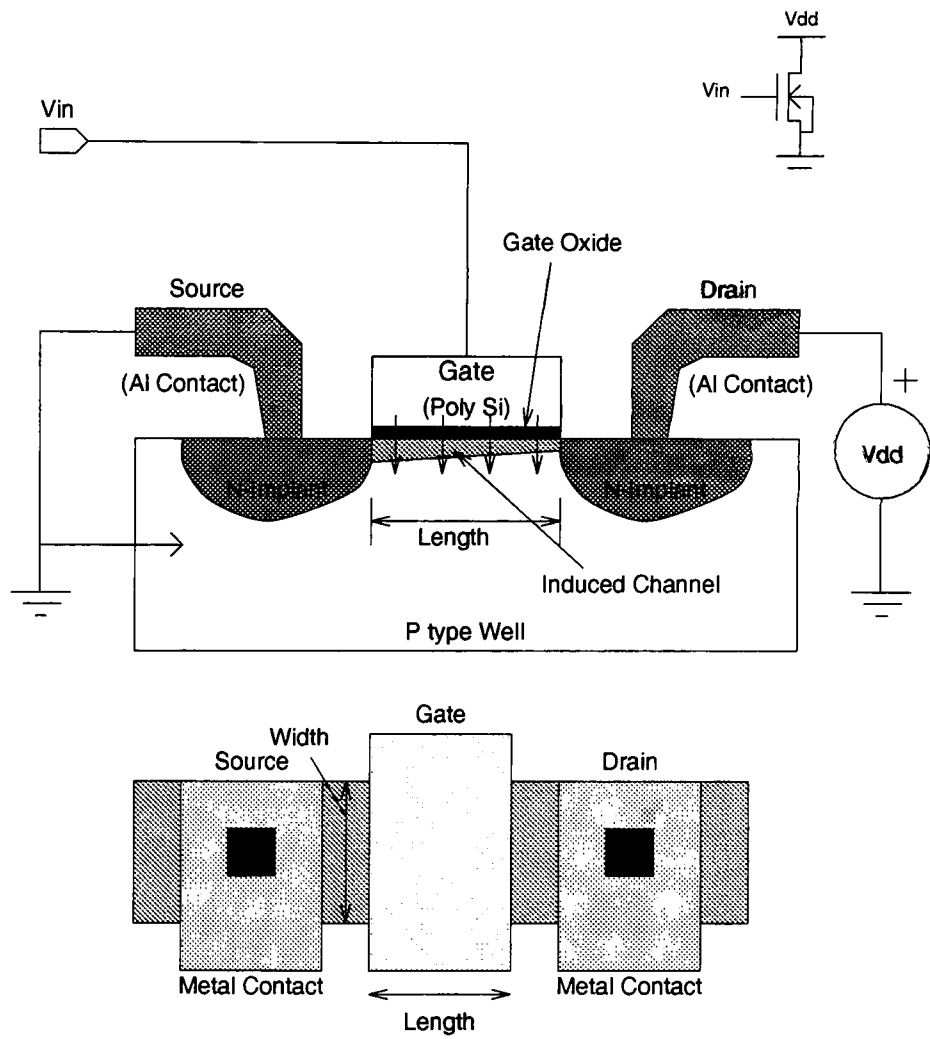 Vdd
Vin
Vin
Gate Oxide
Source
Drain
(Al Contact)
Gate
(Poly Si)
(Al Contact)
+
Vdd
N-Implant
N-Implant
Length
Induced Channel
P type Well
Gate
Width
Source
Drain
Metal Contact
Metal Contact
Length